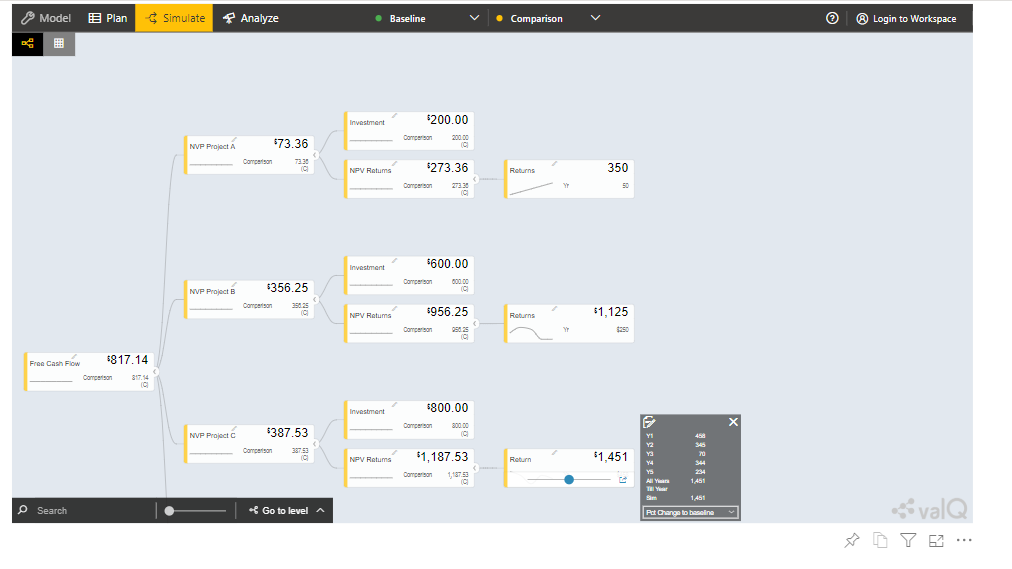 Model Plan Simulate Analyze Baseline Comparison Login to Workspace
Investment $200.00
Comparison 200.00
(C)
NVP Project A $73.36
Comparison 73.36
(C)
NPV Returns $273.36
Comparison 273.36
(C)
Returns 350
Yr 50
Investment $600.00
Comparison 600.00
(C)
NVP Project B $356.25
Comparison 356.25
(C)
NPV Returns $956.25
Comparison 956.25
(C)
Returns $1,125
Yr $250
Free Cash Flow $817.14
Comparison 817.14
(C)
Investment $800.00
Comparison 800.00
(C)
NVP Project C $387.53
Comparison 387.53
(C)
NPV Returns $1,187.53
Comparison 1,187.53
(C)
Return $1,451
Y1 458
Y2 345
Y3 70
Y4 344
Y5 234
All Years 1,451
Till Year
Sim 1,451
Pct Change to baseline
Search Go to level
valQ